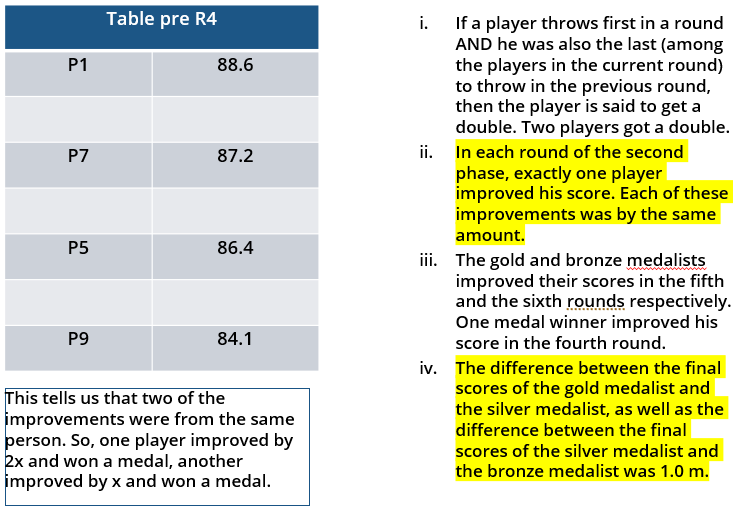 Table pre R4
P1 88.6
P7 87.2
P5 86.4
P9 84.1
This tells us that two of the
improvements were from the same
person. So, one player improved by
2x and won a medal, another
improved by x and won a medal.
i. If a player throws first in a round
AND he was also the last (among
the players in the current round)
to throw in the previous round,
then the player is said to get a
double. Two players got a double.
ii. In each round of the second
phase, exactly one player
improved his score. Each of these
improvements was by the same
amount.
iii. The gold and bronze medalists
improved their scores in the fifth
and the sixth rounds respectively.
One medal winner improved his
score in the fourth round.
iv. The difference between the final
scores of the gold medalist and
the silver medalist, as well as the
difference between the final
scores of the silver medalist and
the bronze medalist was 1.0 m.